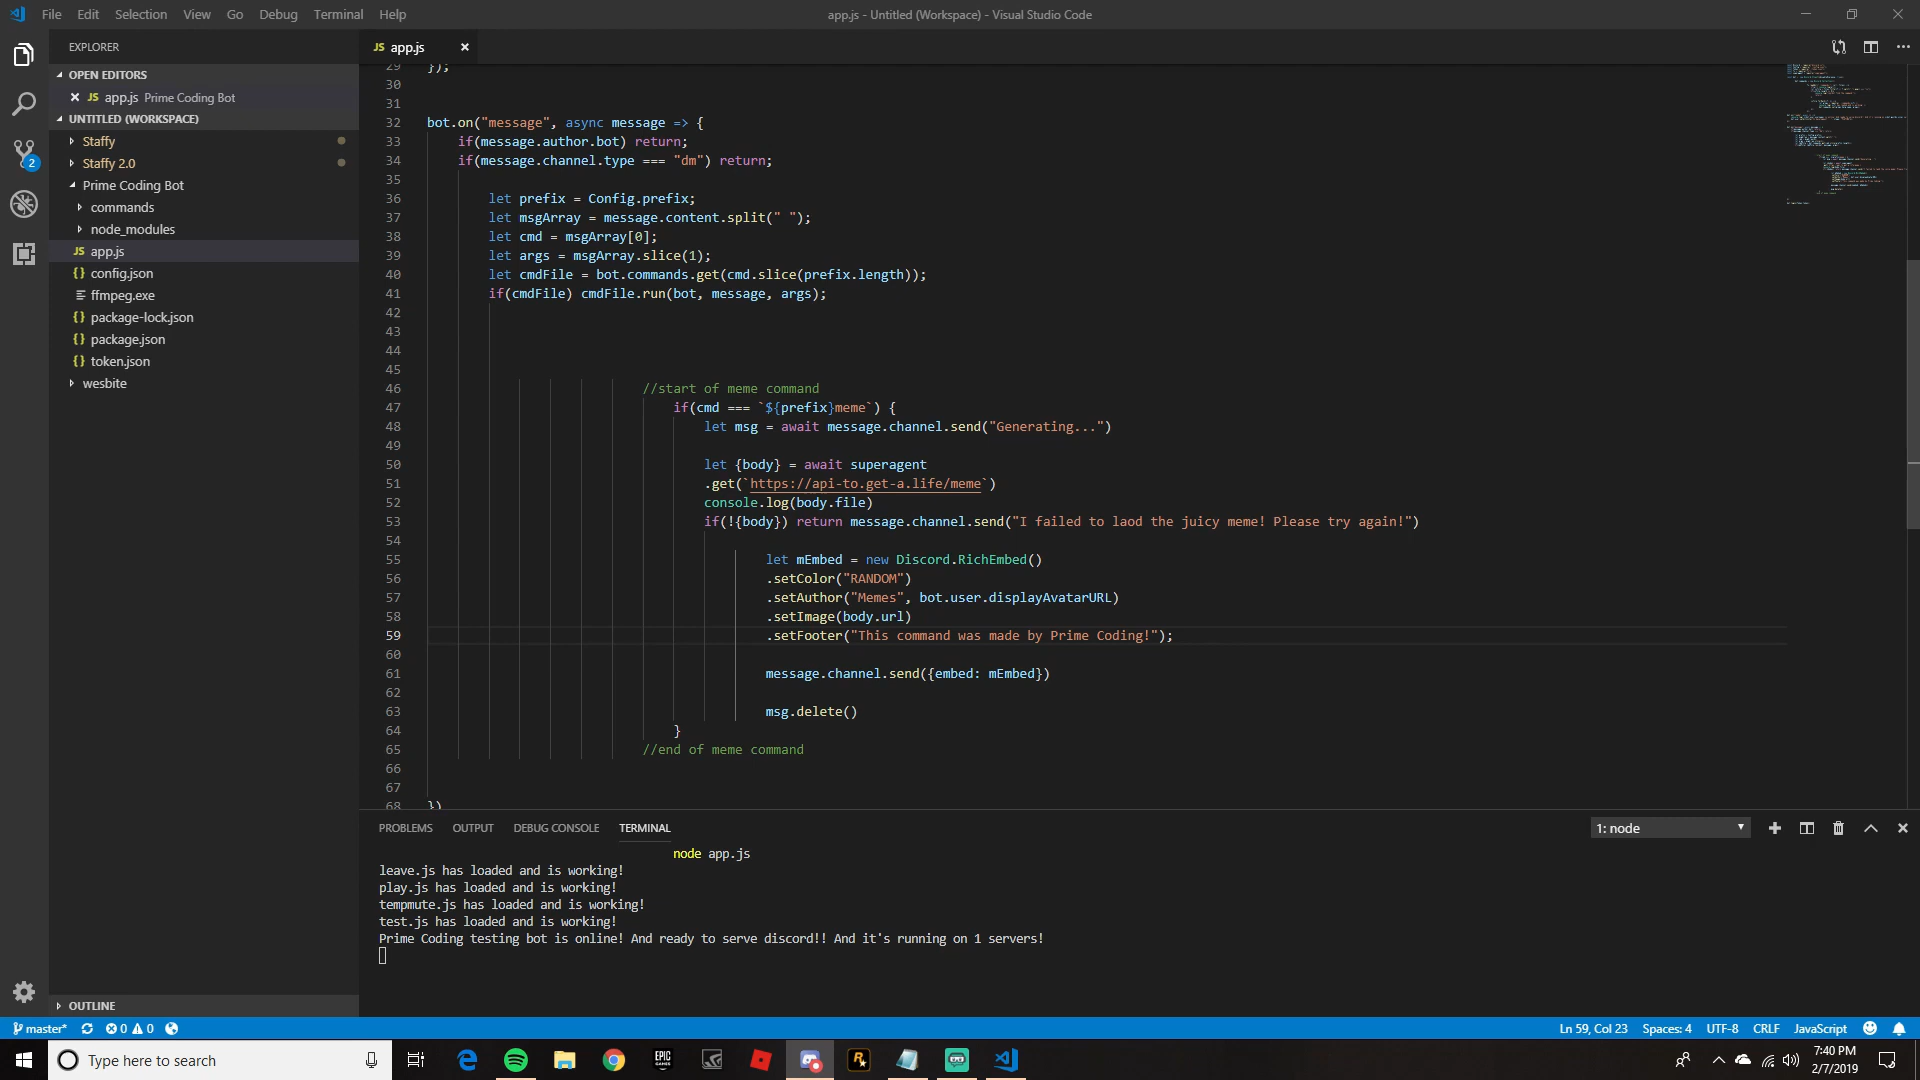 File Edit Selection View Go Debug Terminal Help
app.js - Untitled (Workspace) - Visual Studio Code
EXPLORER
OPEN EDITORS
JS app.js Prime Coding Bot
UNTITLED (WORKSPACE)
Staffy
Staffy 2.0
Prime Coding Bot
commands
node_modules
JS app.js
{} config.json
ffmpeg.exe
{} package-lock.json
{} package.json
{} token.json
wesbite
OUTLINE
2
JS app.js
29 });
30
31
32 bot.on("message", async message => {
33 if(message.author.bot) return;
34 if(message.channel.type === "dm") return;
35
36 let prefix = Config.prefix;
37 let msgArray = message.content.split(" ");
38 let cmd = msgArray[0];
39 let args = msgArray.slice(1);
40 let cmdFile = bot.commands.get(cmd.slice(prefix.length));
41 if(cmdFile) cmdFile.run(bot, message, args);
42
43
44
45
46 //start of meme command
47 if(cmd === `${prefix}meme`) {
48 let msg = await message.channel.send("Generating...")
49
50 let {body} = await superagent
51 .get(`https://api-to.get-a.life/meme`)
52 console.log(body.file)
53 if(!{body}) return message.channel.send("I failed to laod the juicy meme! Please try again!")
54
55 let mEmbed = new Discord.RichEmbed()
56 .setColor("RANDOM")
57 .setAuthor("Memes", bot.user.displayAvatarURL)
58 .setImage(body.url)
59 .setFooter("This command was made by Prime Coding!");
60
61 message.channel.send({embed: mEmbed})
62
63 msg.delete()
64 }
65 //end of meme command
66
67
68 })
PROBLEMS OUTPUT DEBUG CONSOLE TERMINAL
1: node
node app.js
leave.js has loaded and is working!
play.js has loaded and is working!
tempmute.js has loaded and is working!
test.js has loaded and is working!
Prime Coding testing bot is online! And ready to serve discord!! And it's running on 1 servers!
master* 0 0
Ln 59, Col 23 Spaces: 4 UTF-8 CRLF JavaScript
Type here to search
EPIC GAMES
7:40 PM
2/7/2019